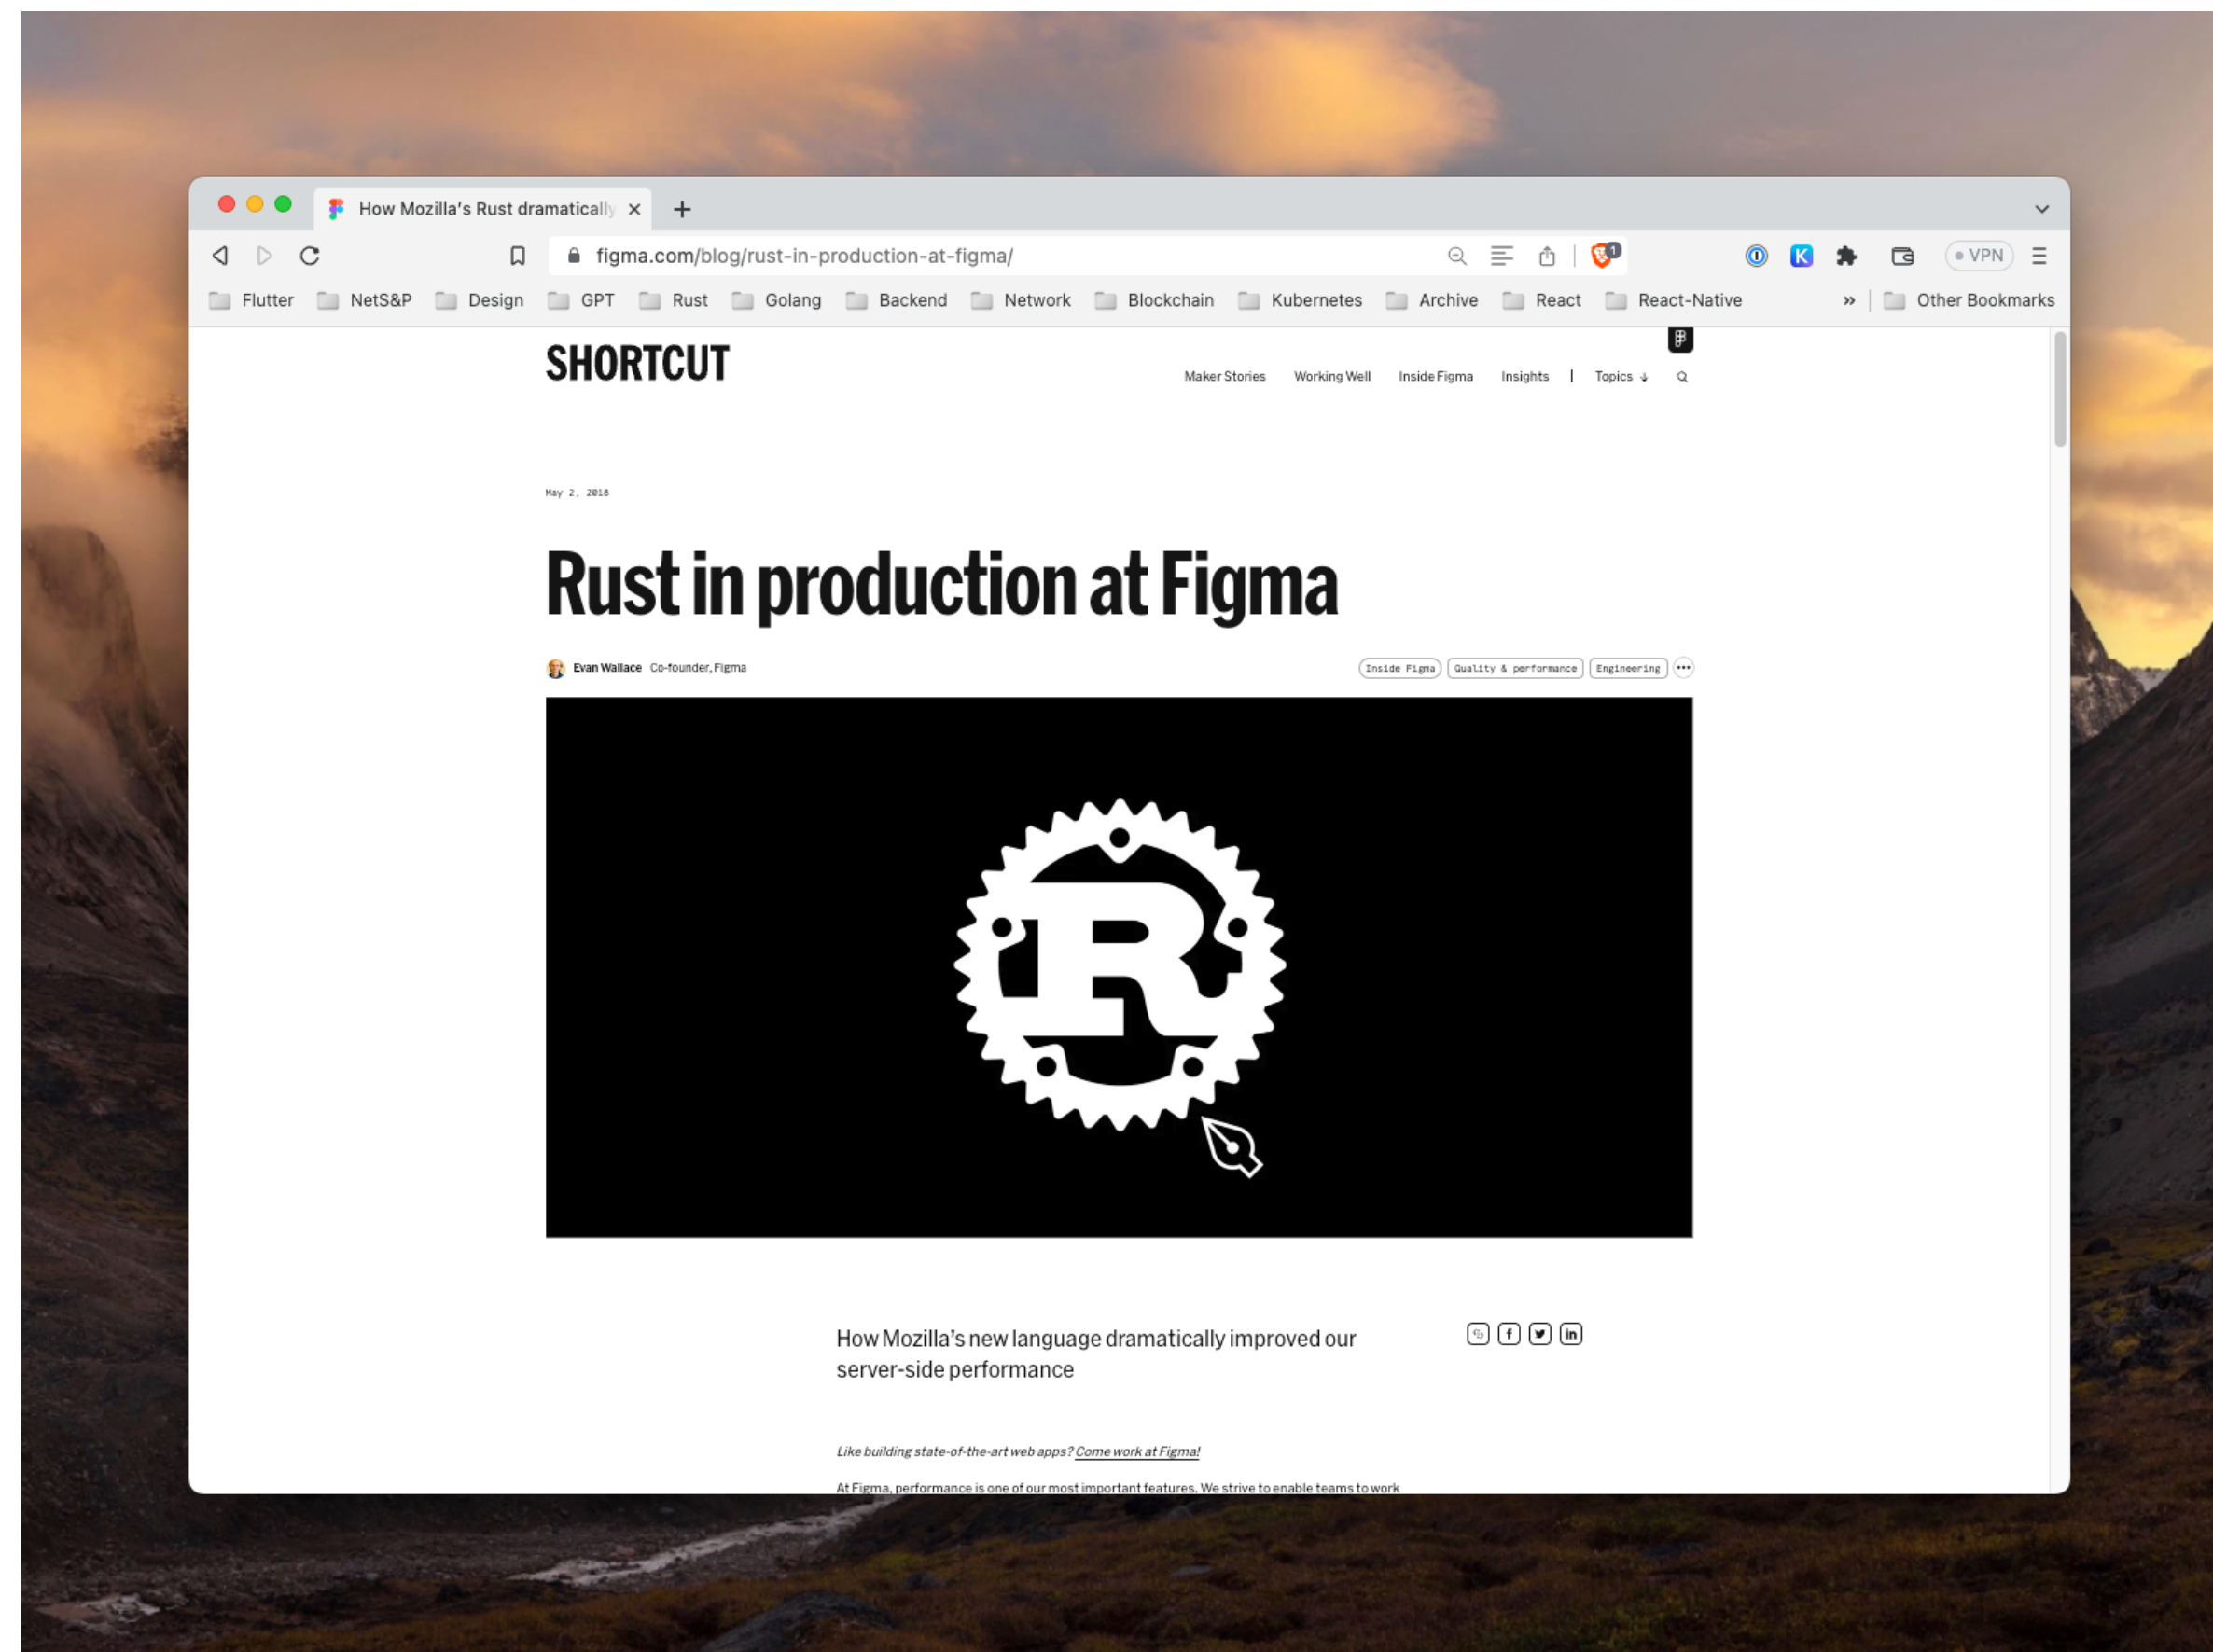 How Mozilla's Rust dramatically
figma.com/blog/rust-in-production-at-figma/
1
VPN
Flutter NetS&P Design GPT Rust Golang Backend Network Blockchain Kubernetes Archive React React-Native » Other Bookmarks
SHORTCUT
Maker Stories Working Well Inside Figma Insights | Topics ↓
May 2, 2018
Rust in production at Figma
Evan Wallace Co-founder, Figma
Inside Figma Quality & performance Engineering
R
How Mozilla’s new language dramatically improved our
server-side performance
Like building state-of-the-art web apps? Come work at Figma!
At Figma, performance is one of our most important features. We strive to enable teams to work